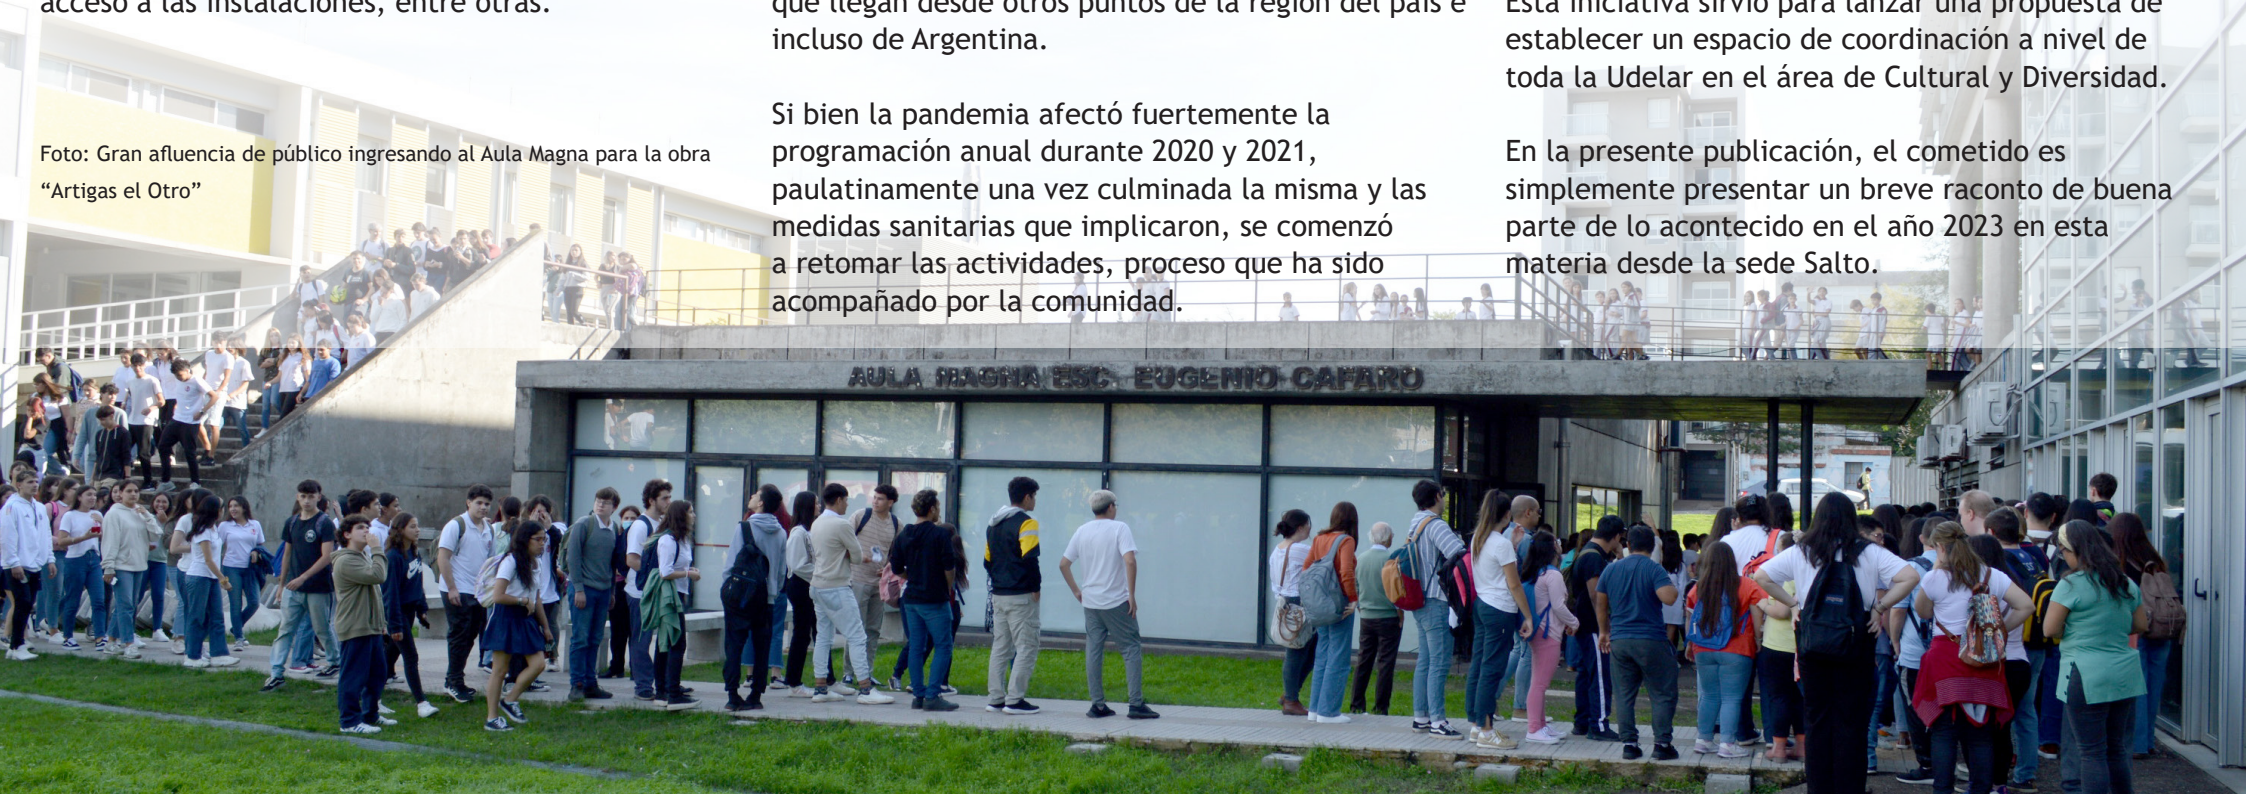 acceso a las instalaciones, entre otras.
Foto: Gran afluencia de público ingresando al Aula Magna para la obra
“Artigas el Otro”
que llegan desde otros puntos de la región del país e
incluso de Argentina.
Si bien la pandemia afectó fuertemente la
programación anual durante 2020 y 2021,
paulatinamente una vez culminada la misma y las
medidas sanitarias que implicaron, se comenzó
a retomar las actividades, proceso que ha sido
acompañado por la comunidad.
Esta iniciativa sirvió para lanzar una propuesta de
establecer un espacio de coordinación a nivel de
toda la Udelar en el área de Cultural y Diversidad.
En la presente publicación, el cometido es
simplemente presentar un breve raconto de buena
parte de lo acontecido en el año 2023 en esta
materia desde la sede Salto.
AULA MAGNA ESC. EUGENIO CAFARO